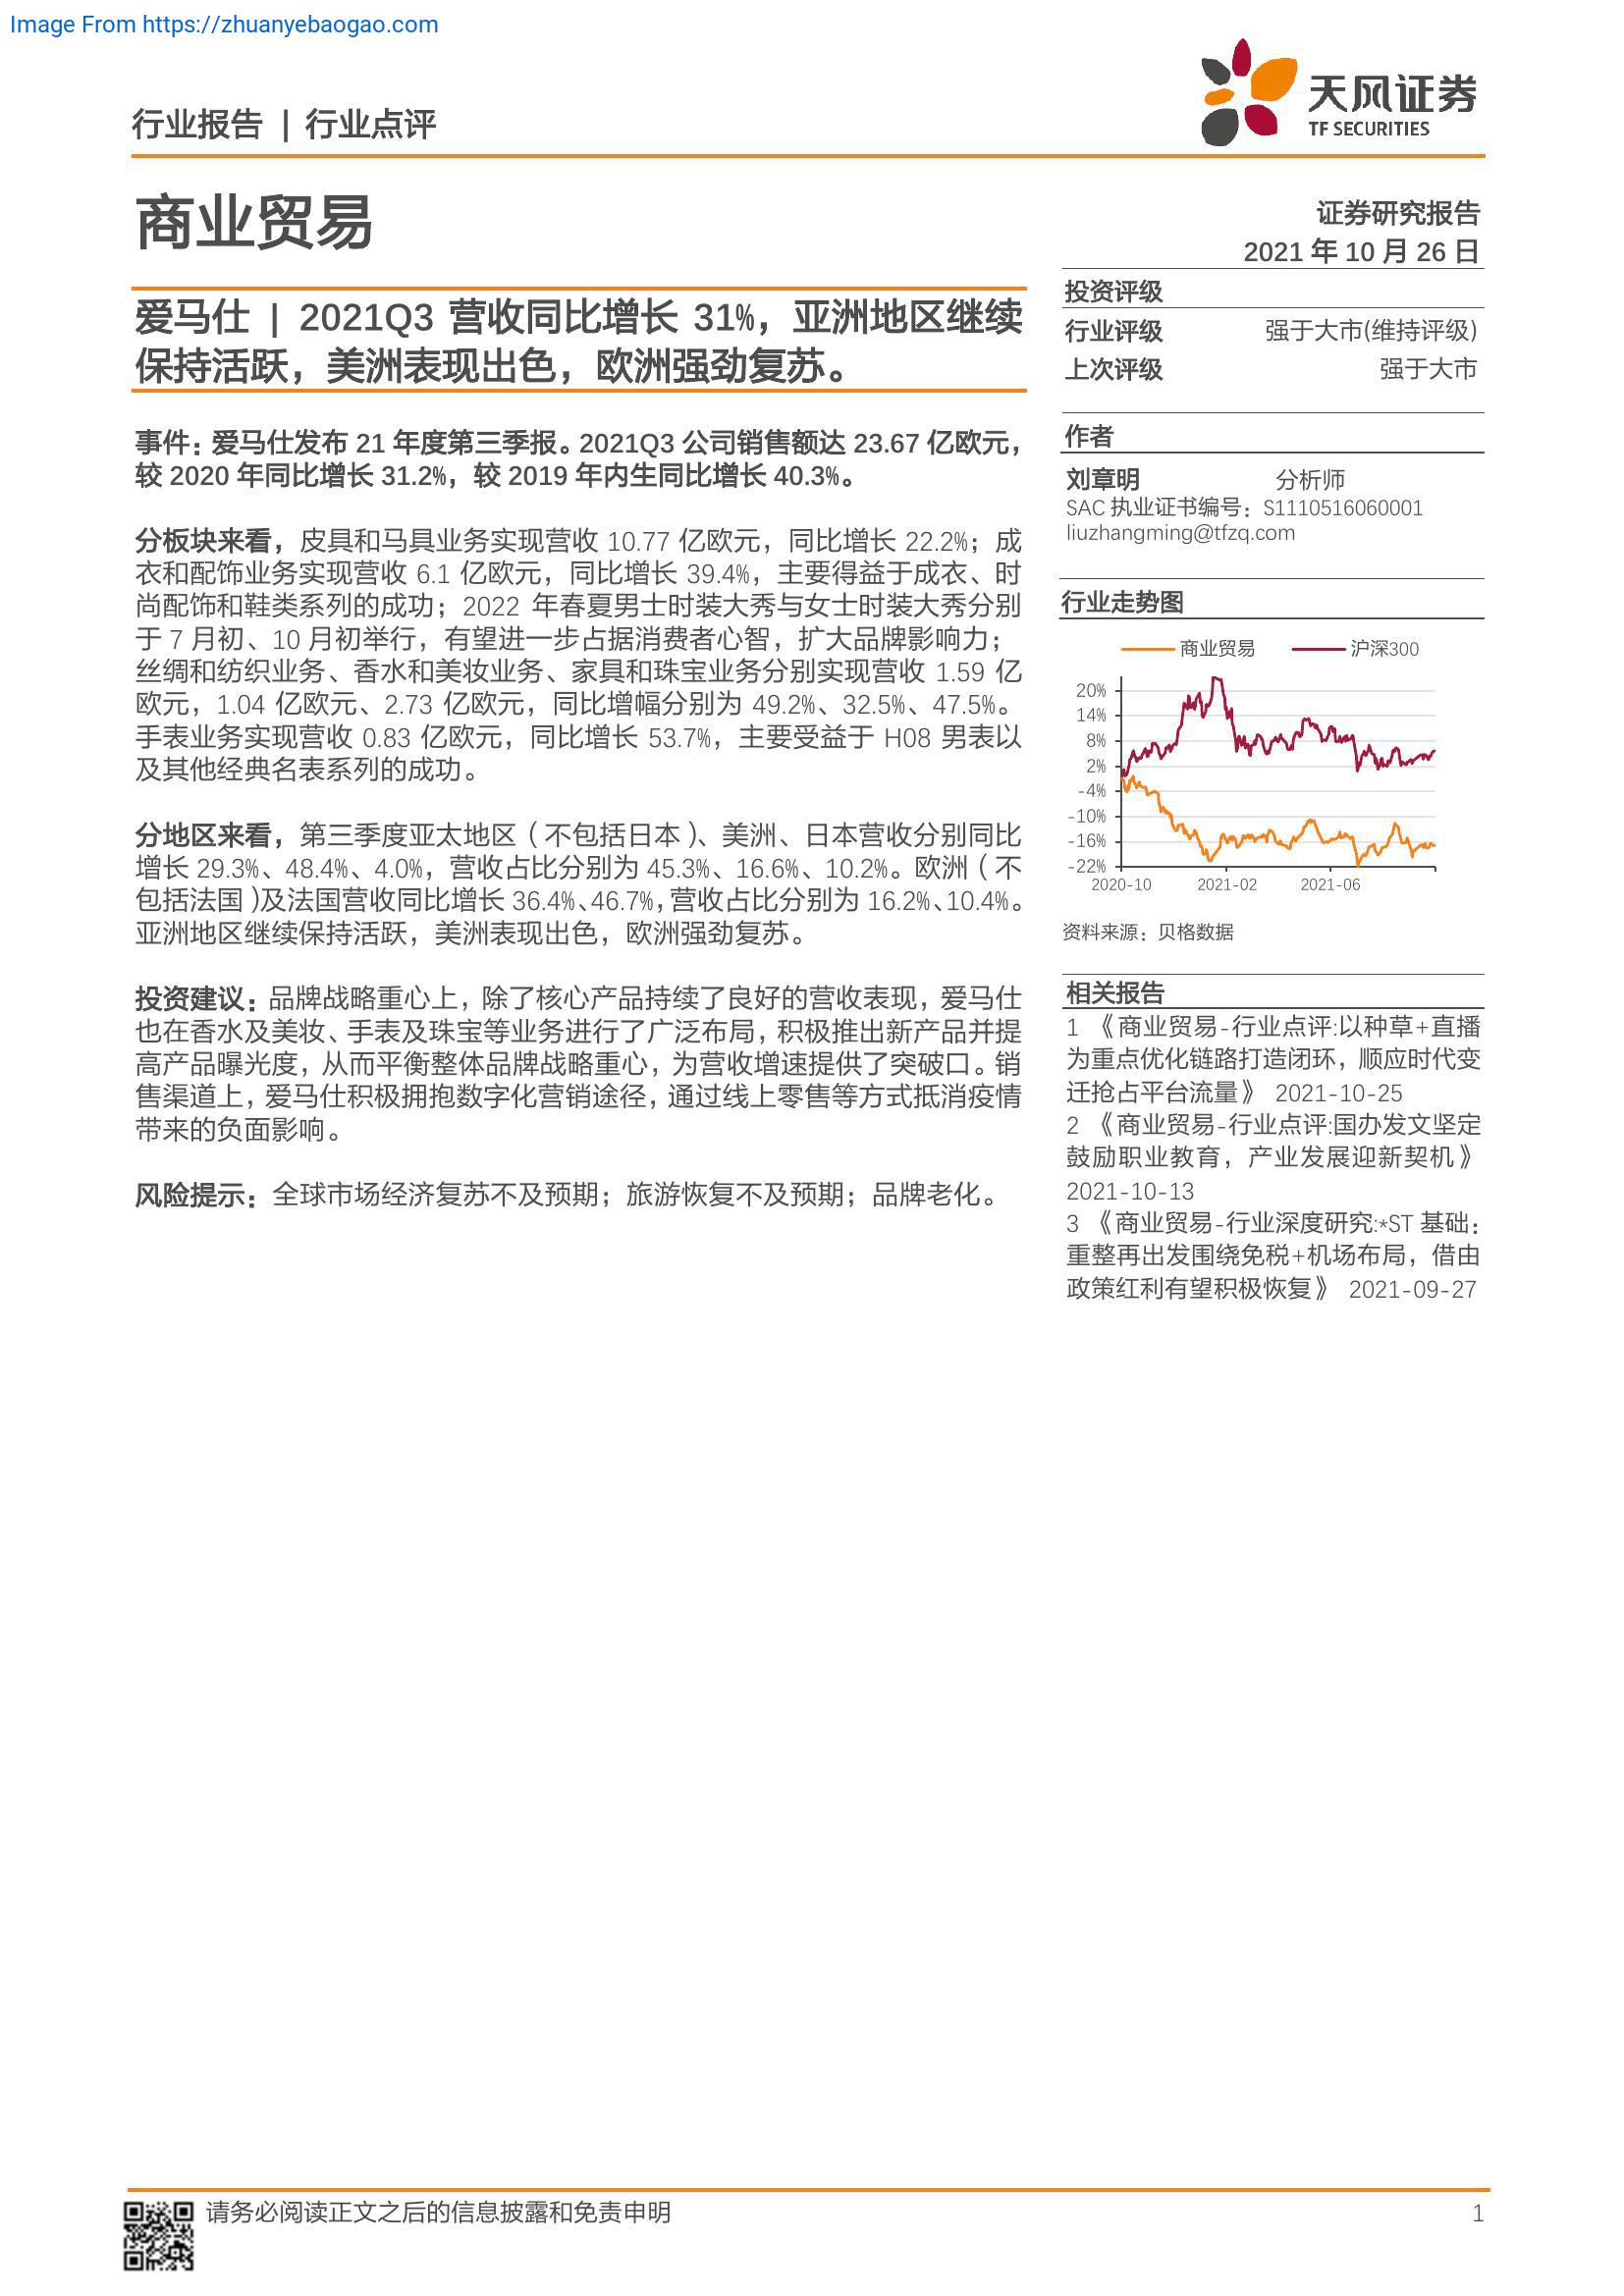 Image From https://zhuanyebaogao.com
行业报告 | 行业点评
天风证券
TF SECURITIES
商业贸易
证券研究报告
2021 年 10 月 26 日
爱马仕 | 2021Q3 营收同比增长 31%，亚洲地区继续
保持活跃，美洲表现出色，欧洲强劲复苏。
事件：爱马仕发布 21 年度第三季报。2021Q3 公司销售额达 23.67 亿欧元，
较 2020 年同比增长 31.2%，较 2019 年内生同比增长 40.3%。
分板块来看，皮具和马具业务实现营收 10.77 亿欧元，同比增长 22.2%；成
衣和配饰业务实现营收 6.1 亿欧元，同比增长 39.4%，主要得益于成衣、时
尚配饰和鞋类系列的成功；2022 年春夏男士时装大秀与女士时装大秀分别
于 7 月初、10 月初举行，有望进一步占据消费者心智，扩大品牌影响力；
丝绸和纺织业务、香水和美妆业务、家具和珠宝业务分别实现营收 1.59 亿
欧元，1.04 亿欧元、2.73 亿欧元，同比增幅分别为 49.2%、32.5%、47.5%。
手表业务实现营收 0.83 亿欧元，同比增长 53.7%，主要受益于 H08 男表以
及其他经典名表系列的成功。
分地区来看，第三季度亚太地区（不包括日本）、美洲、日本营收分别同比
增长 29.3%、48.4%、4.0%，营收占比分别为 45.3%、16.6%、10.2%。欧洲（不
包括法国）及法国营收同比增长 36.4%、46.7%，营收占比分别为 16.2%、10.4%。
亚洲地区继续保持活跃，美洲表现出色，欧洲强劲复苏。
投资建议：品牌战略重心上，除了核心产品持续了良好的营收表现，爱马仕
也在香水及美妆、手表及珠宝等业务进行了广泛布局，积极推出新产品并提
高产品曝光度，从而平衡整体品牌战略重心，为营收增速提供了突破口。销
售渠道上，爱马仕积极拥抱数字化营销途径，通过线上零售等方式抵消疫情
带来的负面影响。
风险提示：全球市场经济复苏不及预期；旅游恢复不及预期；品牌老化。
投资评级
行业评级 强于大市(维持评级)
上次评级 强于大市
作者
刘章明 分析师
SAC 执业证书编号：S1110516060001
liuzhangming@tfzq.com
行业走势图
商业贸易 沪深300
20%
14%
8%
2%
-4%
-10%
-16%
-22%
2020-10 2021-02 2021-06
资料来源：贝格数据
相关报告
1 《商业贸易-行业点评:以种草+直播
为重点优化链路打造闭环，顺应时代变
迁抢占平台流量》 2021-10-25
2 《商业贸易-行业点评:国办发文坚定
鼓励职业教育，产业发展迎新契机》
2021-10-13
3 《商业贸易-行业深度研究:*ST 基础：
重整再出发围绕免税+机场布局，借由
政策红利有望积极恢复》 2021-09-27
请务必阅读正文之后的信息披露和免责申明 1